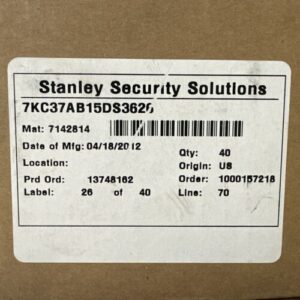 Stanley Security Solutions
7KC37AB15DS3626
Mat: 7142814
Date of Mfg: 04/18/2012
Qty: 40
Location:
Origin: US
Prd Ord: 13748162
Order: 1000157218
Label: 26 of 40
Line: 70